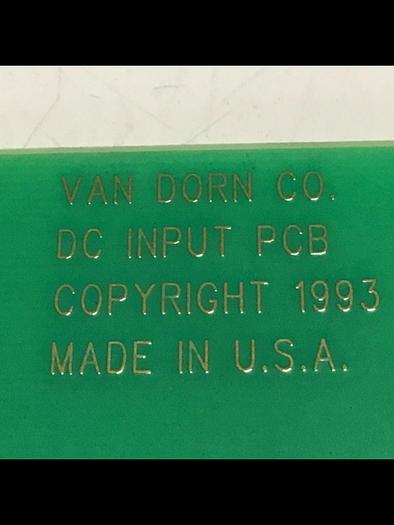 VAN DORN CO.
DC INPUT PCB
COPYRIGHT 1993
MADE IN U.S.A.